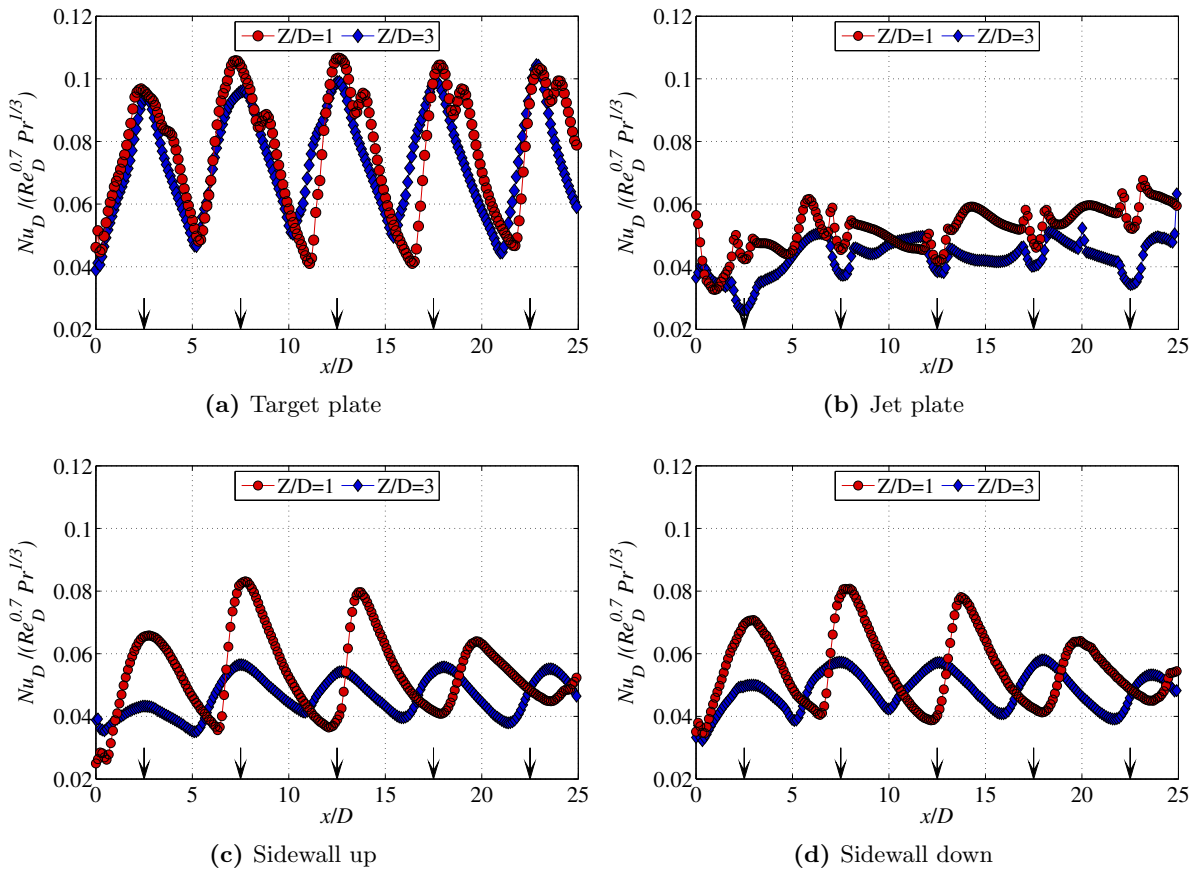 0.12
0.1
0.08
0.06
0.04
0.02
Nu_D /(Re_D^0.7 Pr^1/3)
Z/D=1 Z/D=3
0 5 10 15 20 25
x/D
(a) Target plate
0.12
0.1
0.08
0.06
0.04
0.02
Nu_D /(Re_D^0.7 Pr^1/3)
Z/D=1 Z/D=3
0 5 10 15 20 25
x/D
(b) Jet plate
0.12
0.1
0.08
0.06
0.04
0.02
Nu_D /(Re_D^0.7 Pr^1/3)
Z/D=1 Z/D=3
0 5 10 15 20 25
x/D
(c) Sidewall up
0.12
0.1
0.08
0.06
0.04
0.02
Nu_D /(Re_D^0.7 Pr^1/3)
Z/D=1 Z/D=3
0 5 10 15 20 25
x/D
(d) Sidewall down